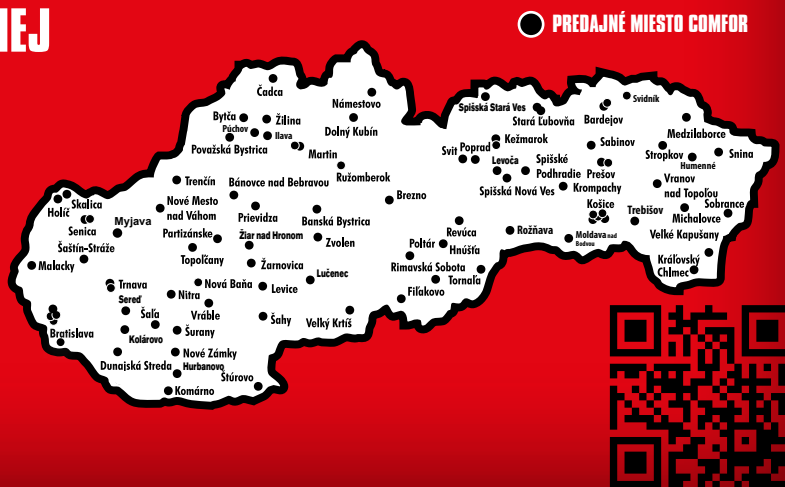 IEJ
PREDAJNÉ MIESTO COMFOR
Čadca
Námestovo
Bytča
Žilina
Púchov
Ilava
Dolný Kubín
Považská Bystrica
Martin
Ružomberok
Trenčín
Bánovce nad Bebravou
Skalica
Holíč
Senica
Myjava
Nové Mesto
nad Váhom
Prievidza
Partizánske
Banská Bystrica
Brezno
Žiar nad Hronom
Zvolen
Šaštín-Stráže
Malacky
Topoľčany
Žarnovica
Lučenec
Trnava
Nová Baňa
Levice
Sereď
Nitra
Šaľa
Vráble
Bratislava
Kolárovo
Šurany
Šahy
Veľký Krtíš
Dunajská Streda
Nové Zámky
Hurbanovo
Štúrovo
Komárno
Spišská Stará Ves
Stará Ľubovňa
Bardejov
Svidník
Medzilaborce
Kežmarok
Svit
Poprad
Sabinov
Stropkov
Snina
Humenné
Levoča
Spišské
Podhradie
Prešov
Spišská Nová Ves
Krompachy
Vranov
nad Topoľou
Košice
Sobrance
Trebišov
Michalovce
Revúca
Rožňava
Moldava nad
Bodvou
Veľké Kapušany
Poltár
Hnúšťa
Rimavská Sobota
Tornaľa
Fiľakovo
Kráľovský
Chlmec